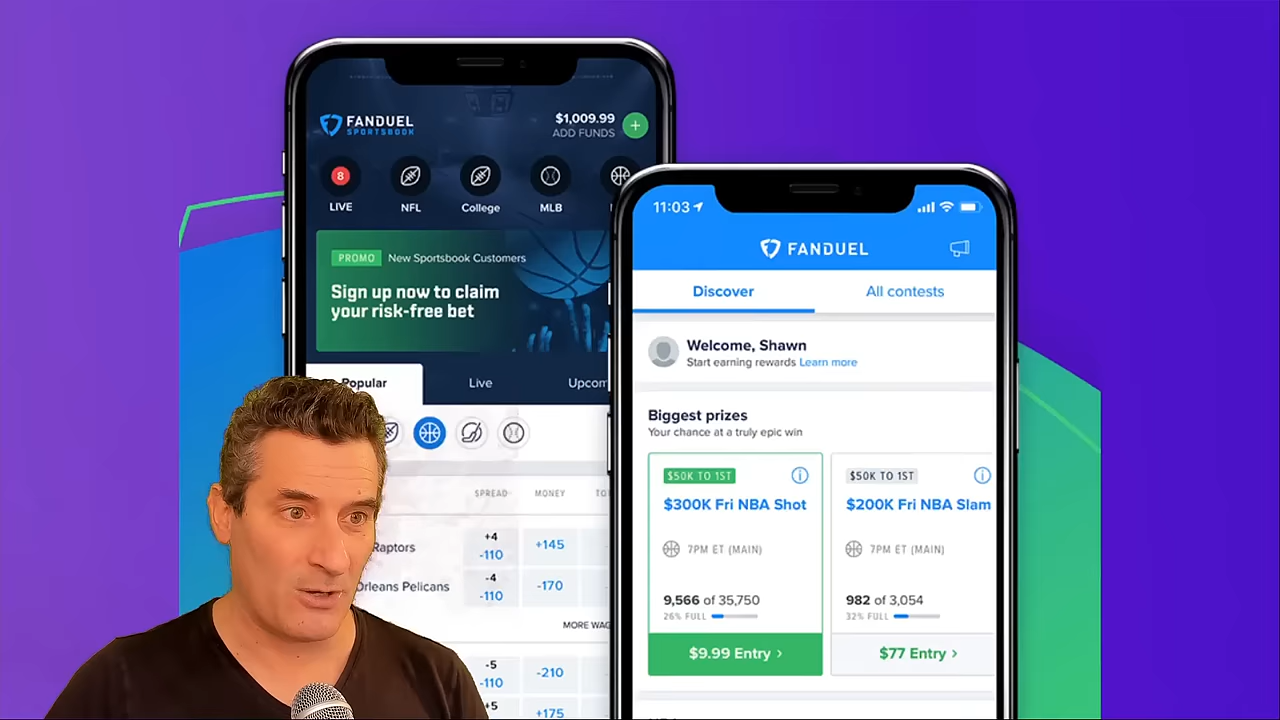 FANDUEL
SPORTSBOOK
$1,009.99
ADD FUNDS
8
LIVE
NFL
College
MLB
PROMO New Sportsbook Customers
Sign up now to claim
your risk-free bet
Popular
Live
SPREAD
MONEY
Raptors
+4
-110
+145
Orleans Pelicans
-4
-110
-170
MORE
-5
-110
-210
+5
+175
11:03
FANDUEL
Discover
All contests
Welcome, Shawn
Start earning rewards Learn more
Biggest prizes
Your chance at a truly epic win
$50K TO 1ST
$300K Fri NBA Shot
7PM ET (MAIN)
9,566 of 35,750
26% FULL
$9.99 Entry ›
$50K TO 1ST
$200K Fri NBA Slam
7PM ET (MAIN)
982 of 3,054
32% FULL
$77 Entry ›